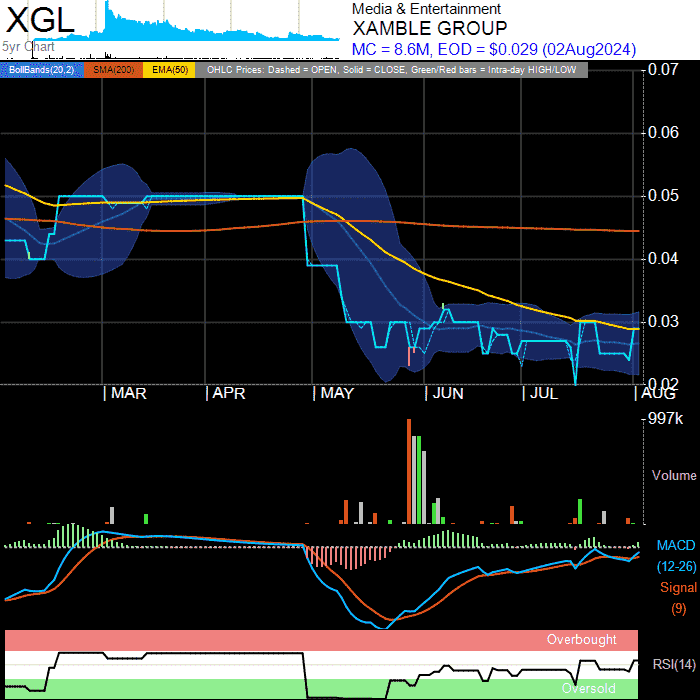 XGL
5yr Chart
Media & Entertainment
XAMBLE GROUP
MC = 8.6M, EOD = $0.029 (02Aug2024)
BollBands(20,2) SMA(200) EMA(50) OHLC Prices: Dashed = OPEN, Solid = CLOSE, Green/Red bars = Intra-day HIGH/LOW
0.07
0.06
0.05
0.04
0.03
0.02
MAR APR MAY JUN JUL AUG
997k
Volume
MACD
(12-26)
Signal
(9)
Overbought
RSI(14)
Oversold